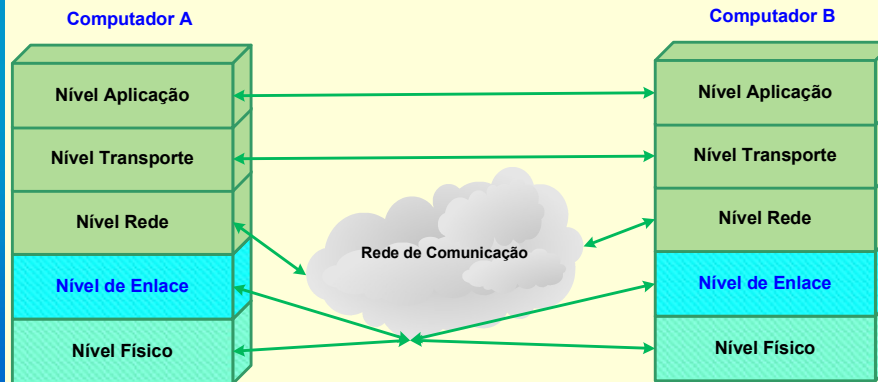 Computador A
Computador B
Nível Aplicação
Nível Aplicação
Nível Transporte
Nível Transporte
Nível Rede
Nível Rede
Rede de Comunicação
Nível de Enlace
Nível de Enlace
Nível Físico
Nível Físico